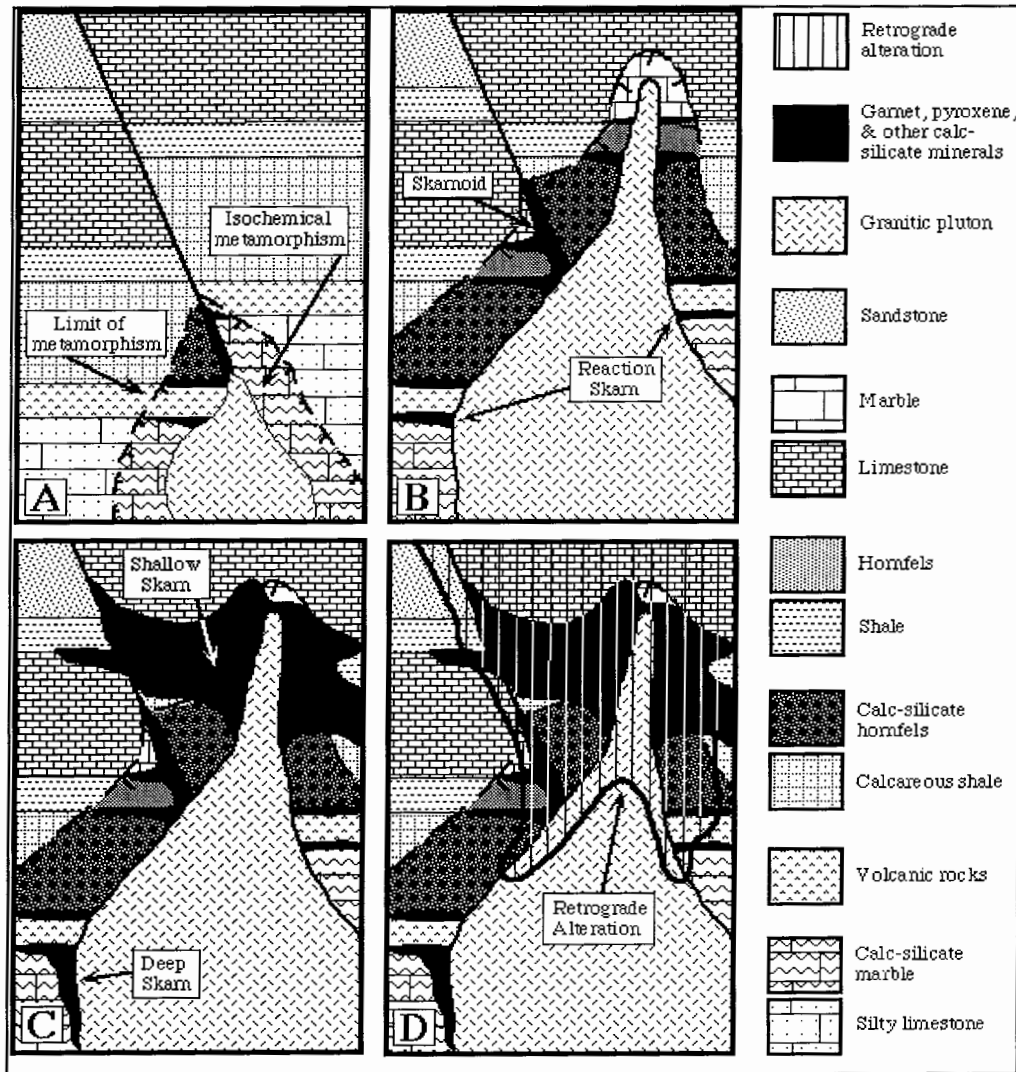 Isochemical
metamorphism
Limit of
metamorphism
A
Skarnoid
Reaction
Skarn
B
Shallow
Skarn
Deep
Skarn
C
Retrograde
Alteration
D
Retrograde
alteration
Garnet, pyroxene,
& other calc-
silicate minerals
Granitic pluton
Sandstone
Marble
Limestone
Hornfels
Shale
Calc-silicate
hornfels
Calcareous shale
Volcanic rocks
Calc-silicate
marble
Silty limestone